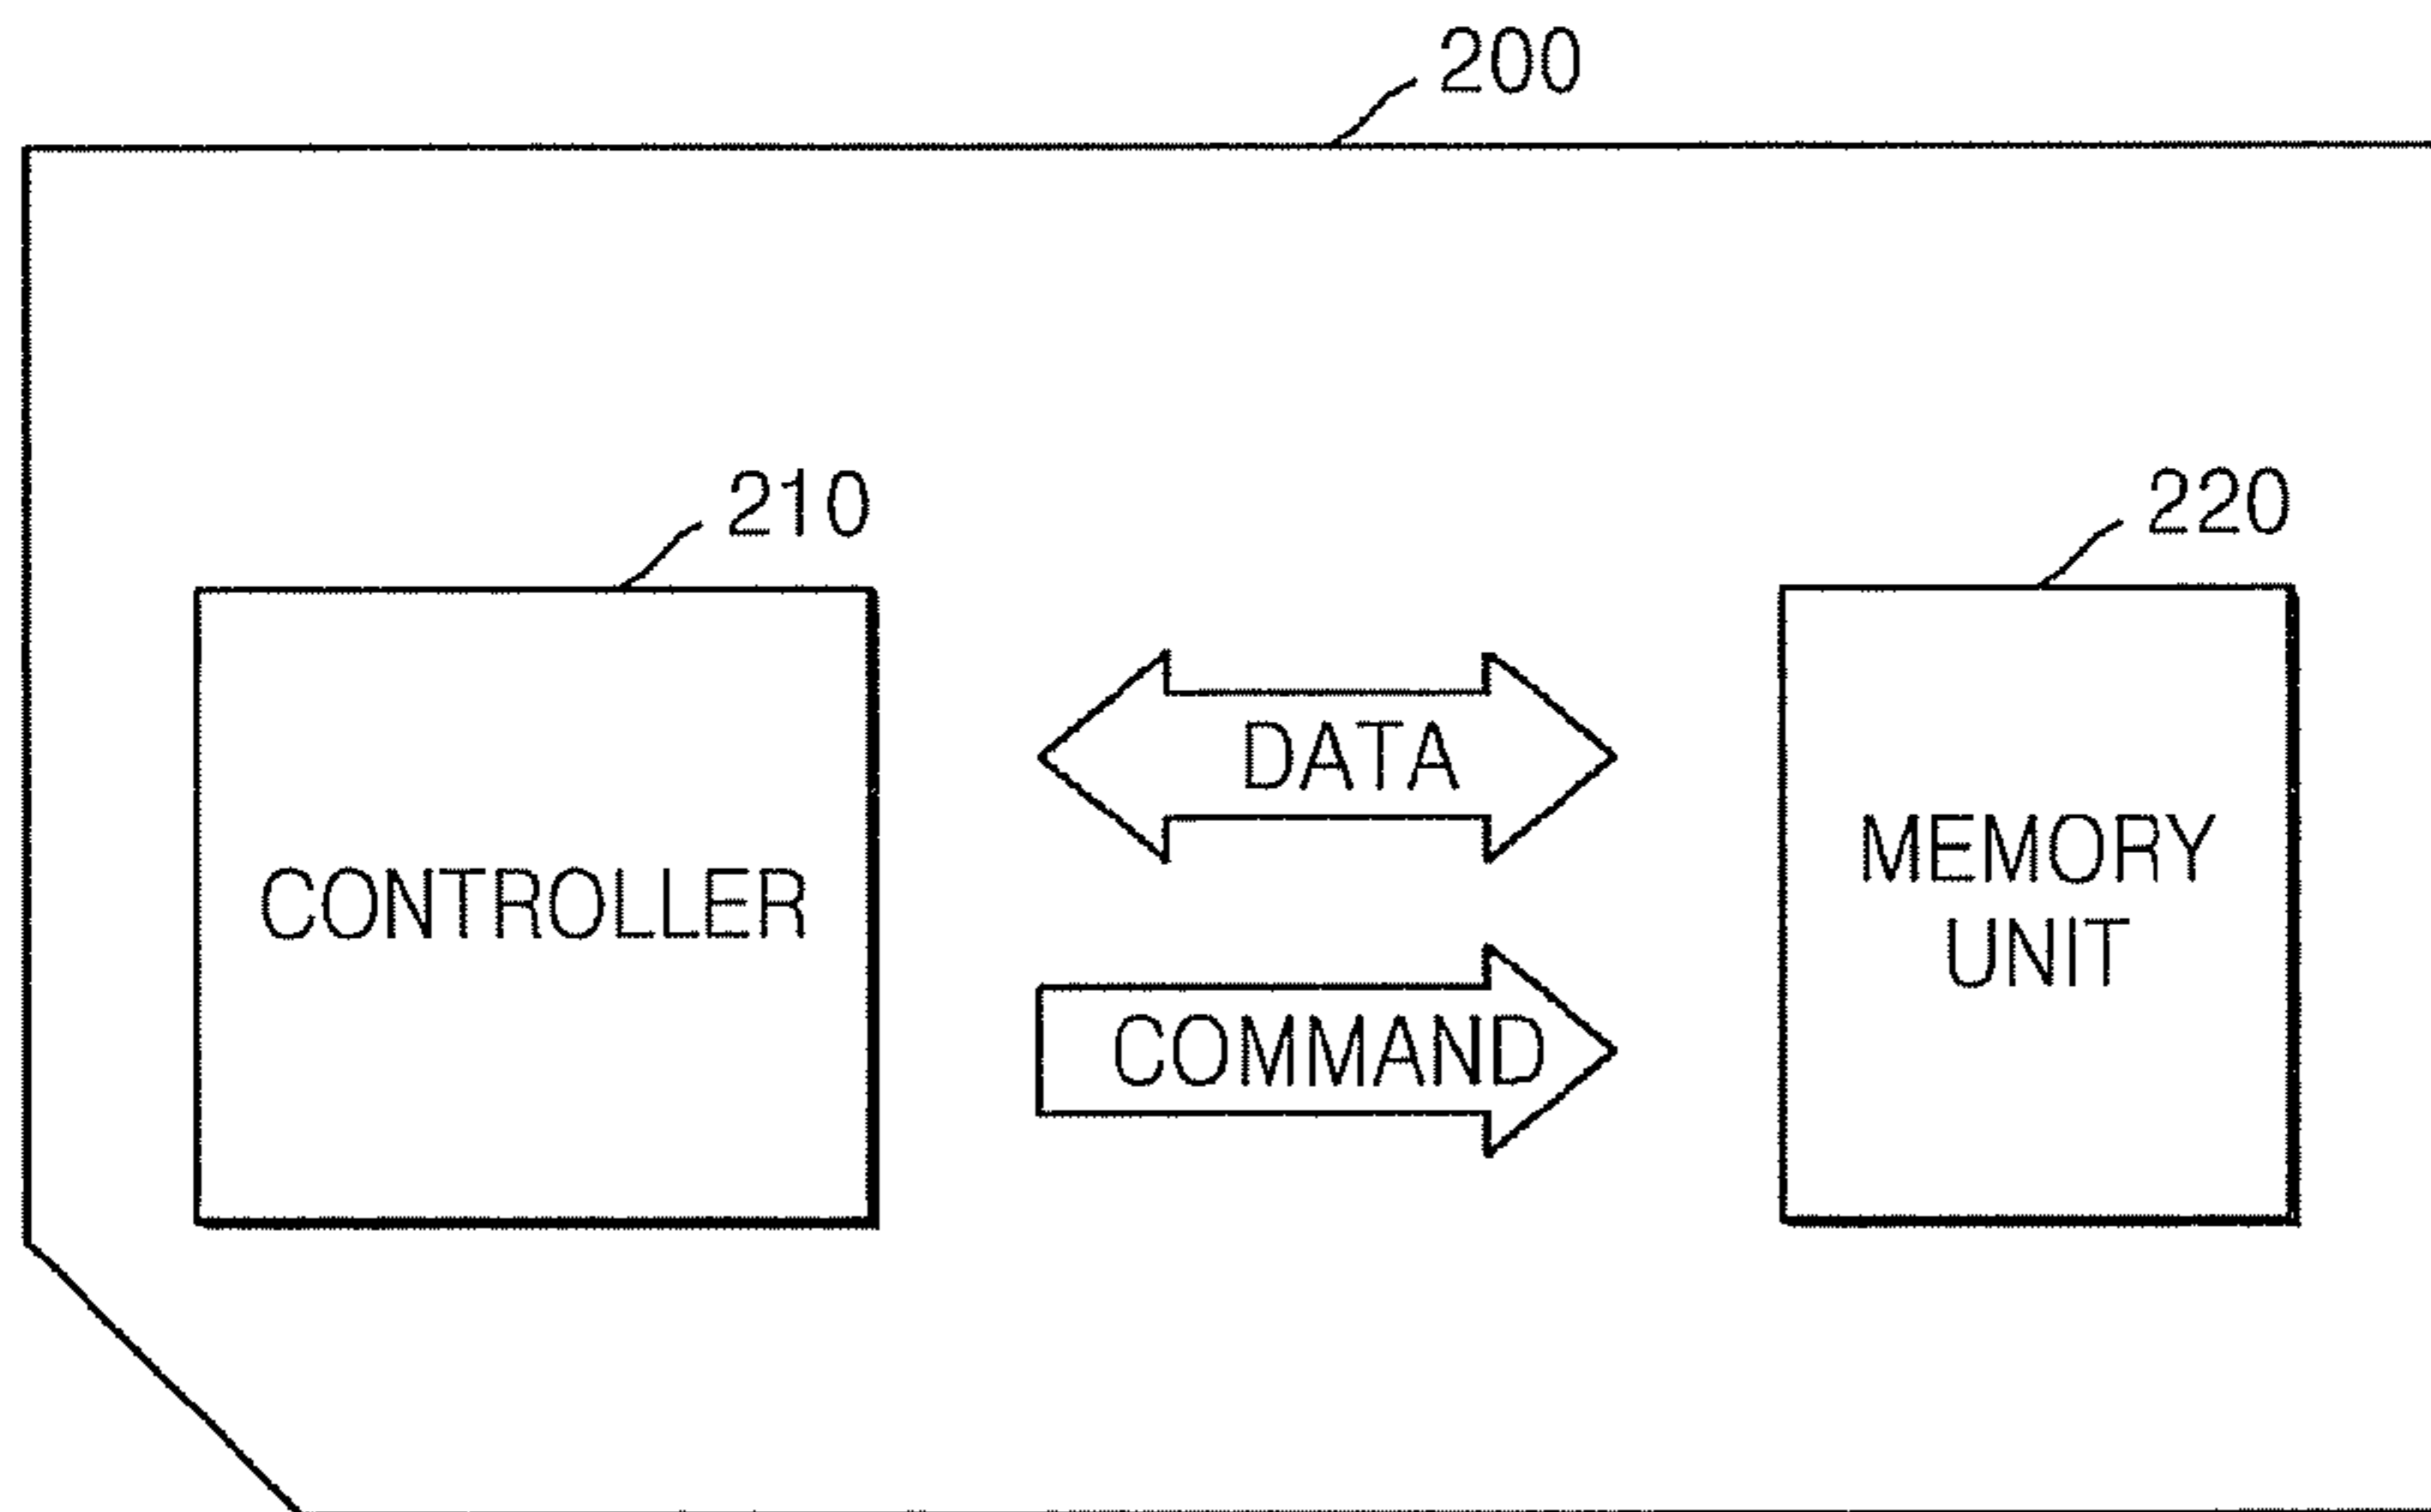 200
210
220
DATA
CONTROLLER
MEMORY
UNIT
COMMAND